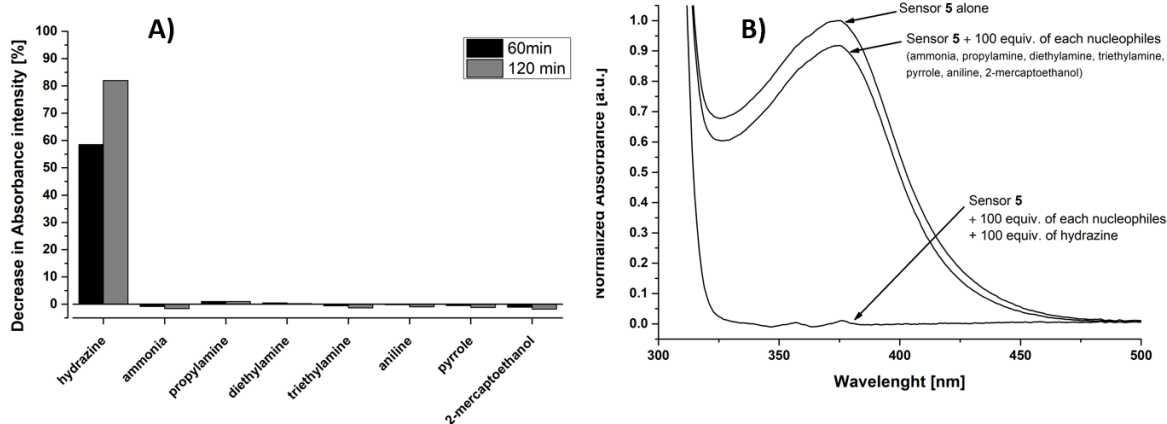 A)
60min
120 min
Decrease in Absorbance intensity [%]
100
90
80
70
60
50
40
30
20
10
0
hydrazine
ammonia
propylamine
diethylamine
triethylamine
aniline
pyrrole
2-mercaptoethanol
B)
Sensor 5 alone
Sensor 5 + 100 equiv. of each nucleophiles
(ammonia, propylamine, diethylamine, triethylamine,
pyrrole, aniline, 2-mercaptoethanol)
Sensor 5
+ 100 equiv. of each nucleophiles
+ 100 equiv. of hydrazine
Normalized Absorbance [a.u.]
1.0
0.9
0.8
0.7
0.6
0.5
0.4
0.3
0.2
0.1
0.0
300
350
400
450
500
Wavelenght [nm]